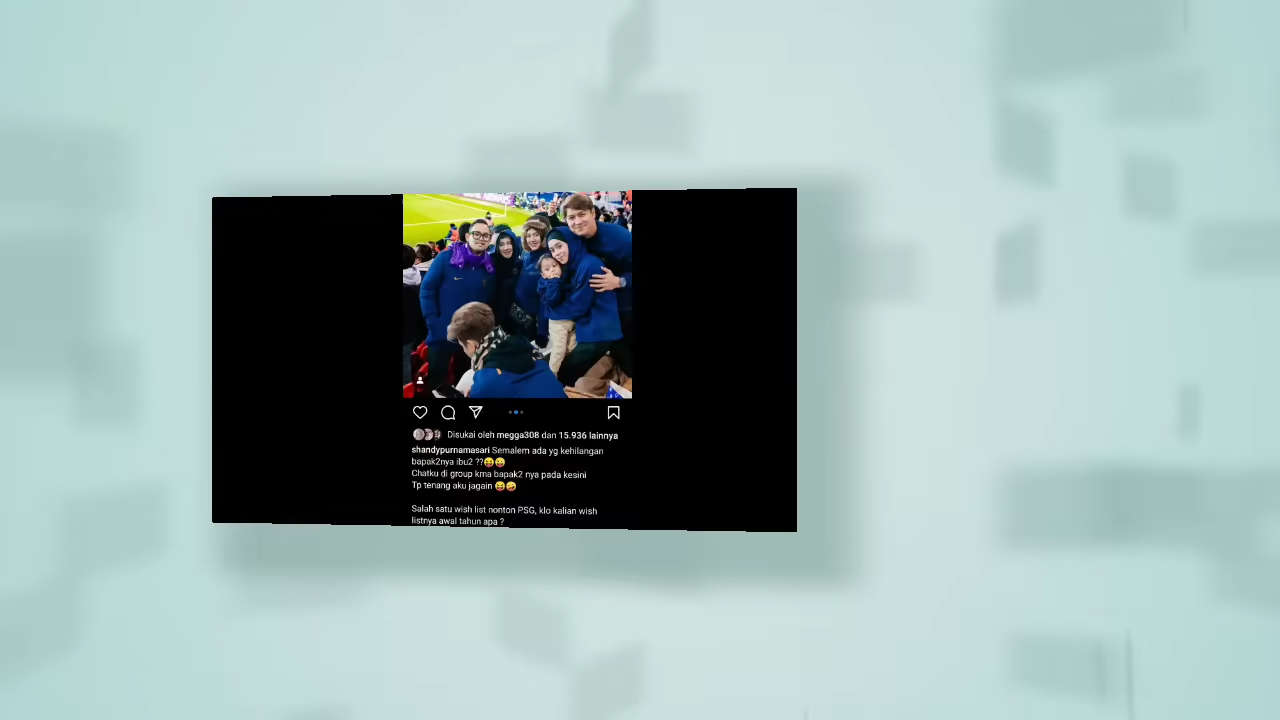 Disukai oleh megga308 dan 15.936 lainnya
shandypurnamasari Semalem ada yg kehilangan
bapak2nya ibu2 ??😆😝
Chatku di group krna bapak2 nya pada kesini
Tp tenang aku jagain 😆🤪
Salah satu wish list nonton PSG, klo kalian wish
listnya awal tahun apa ?